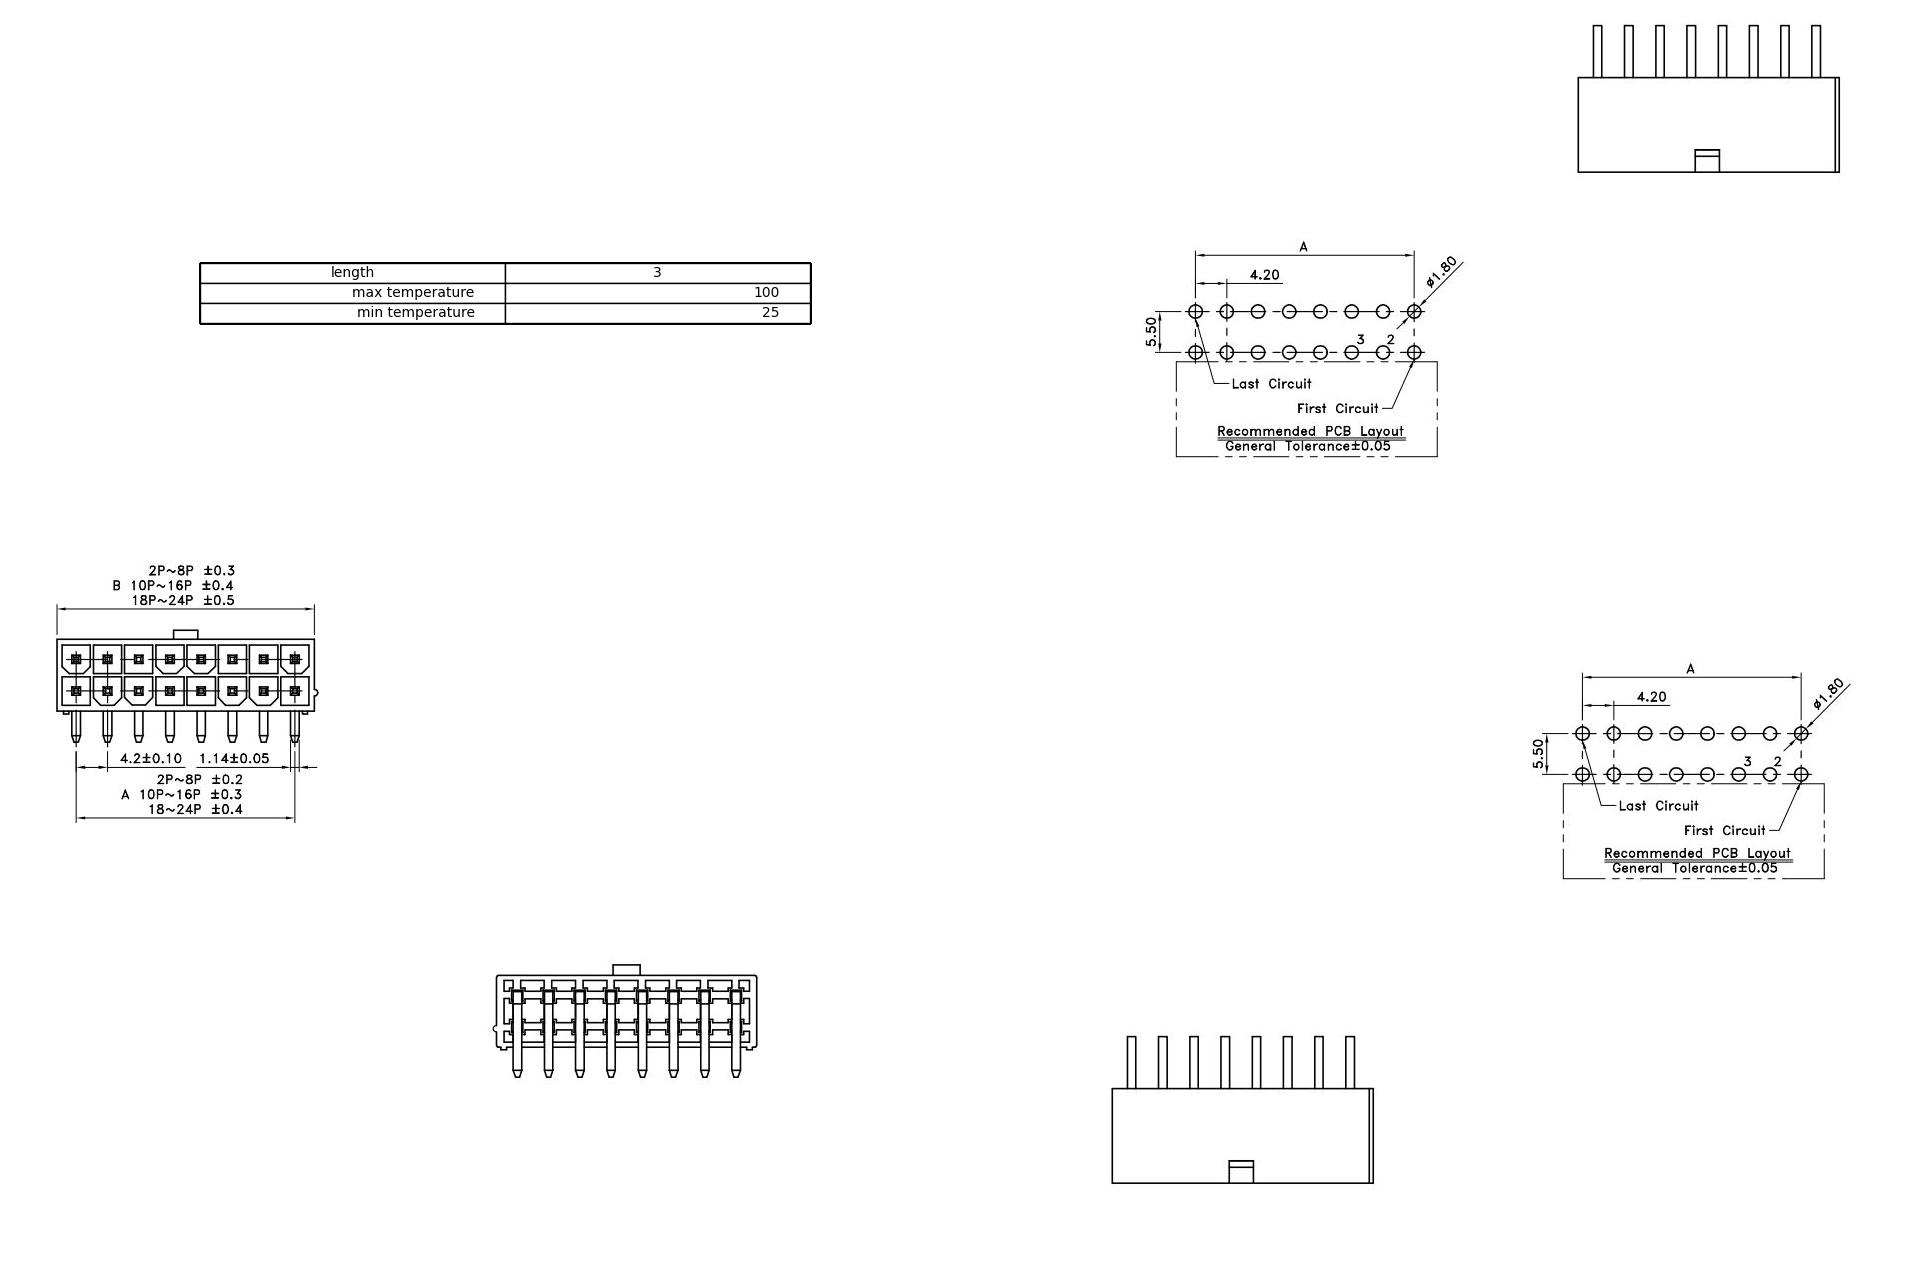 length 3
max temperature 100
min temperature 25
A
4.20
ø1.80
5.50
3 2
Last Circuit
First Circuit
Recommended PCB Layout
General Tolerance±0.05
2P~8P ±0.3
B 10P~16P ±0.4
18P~24P ±0.5
4.2±0.10 1.14±0.05
2P~8P ±0.2
A 10P~16P ±0.3
18~24P ±0.4
A
4.20
ø1.80
5.50
3 2
Last Circuit
First Circuit
Recommended PCB Layout
General Tolerance±0.05